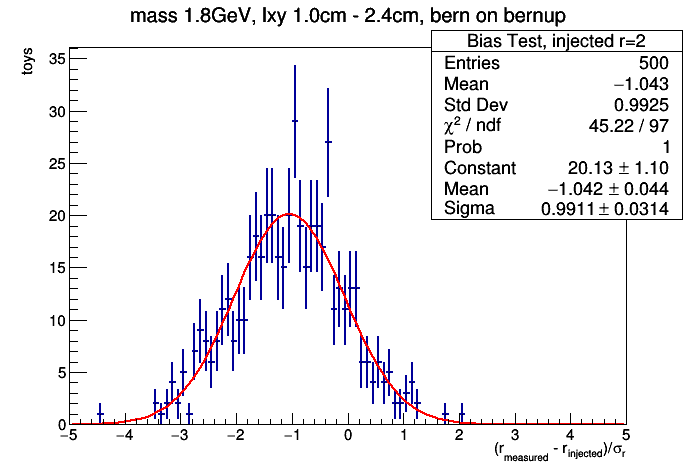 mass 1.8GeV, lxy 1.0cm - 2.4cm, bern on bernup
Bias Test, injected r=2
Entries 500
Mean −1.043
Std Dev 0.9925
χ² / ndf 45.22 / 97
Prob 1
Constant 20.13 ± 1.10
Mean −1.042 ± 0.044
Sigma 0.9911 ± 0.0314
toys
35
30
25
20
15
10
5
0
−5 −4 −3 −2 −1 0 1 2 3 4 5
(r_measured - r_injected)/σ_r